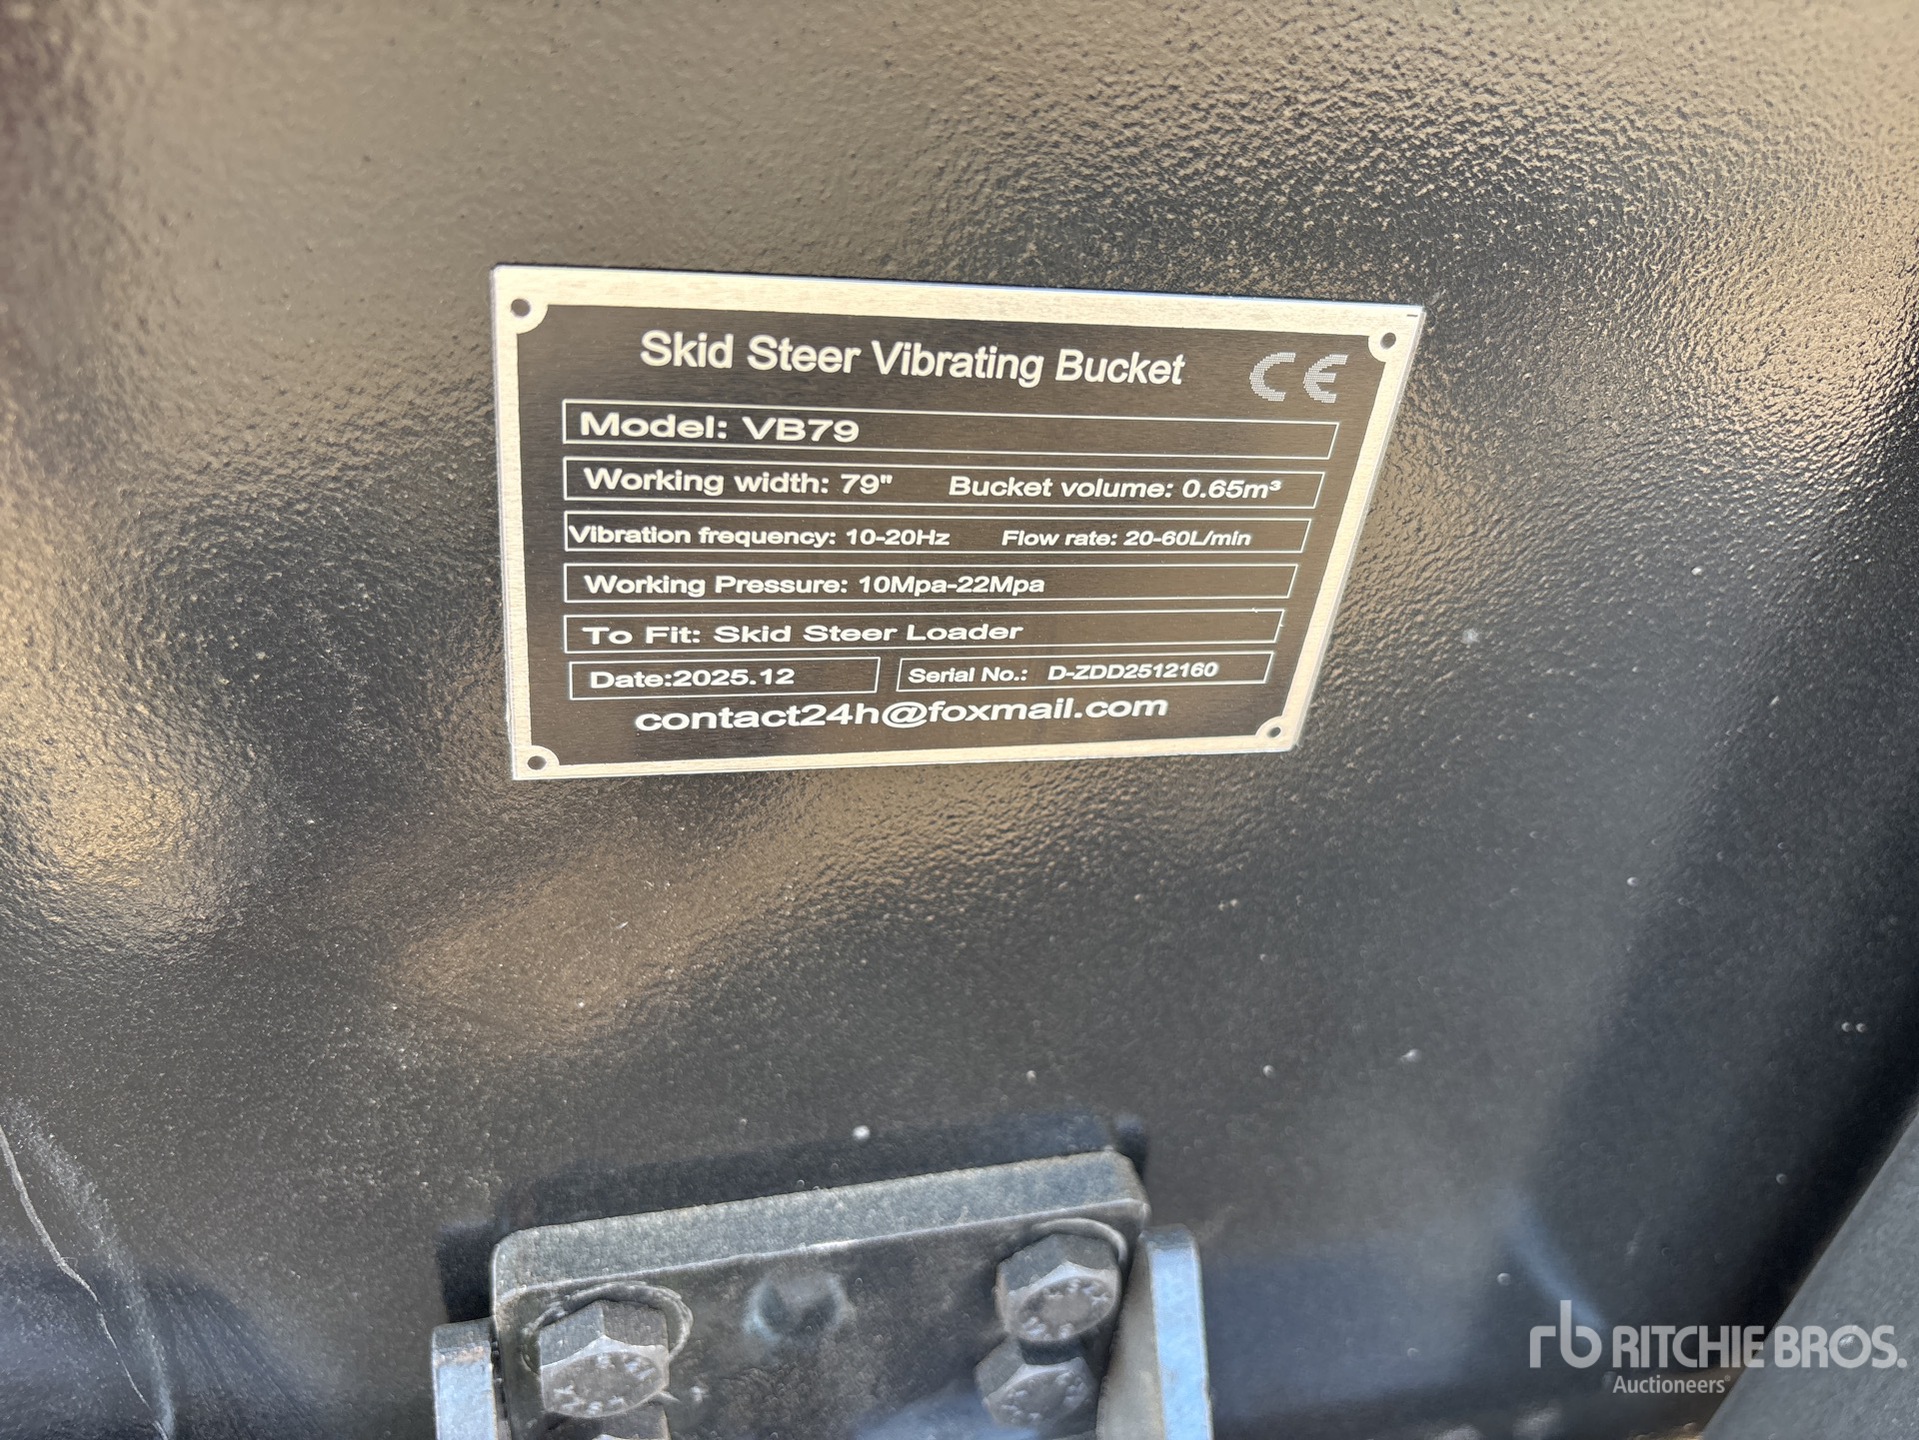 Skid Steer Vibrating Bucket CE
Model: VB79
Working width: 79" Bucket volume: 0.65m³
Vibration frequency: 10-20Hz Flow rate: 20-60L/min
Working Pressure: 10Mpa-22Mpa
To Fit: Skid Steer Loader
Date:2025.12 Serial No.: D-ZDD2512160
contact24h@foxmail.com
rb RITCHIE BROS.
Auctioneers